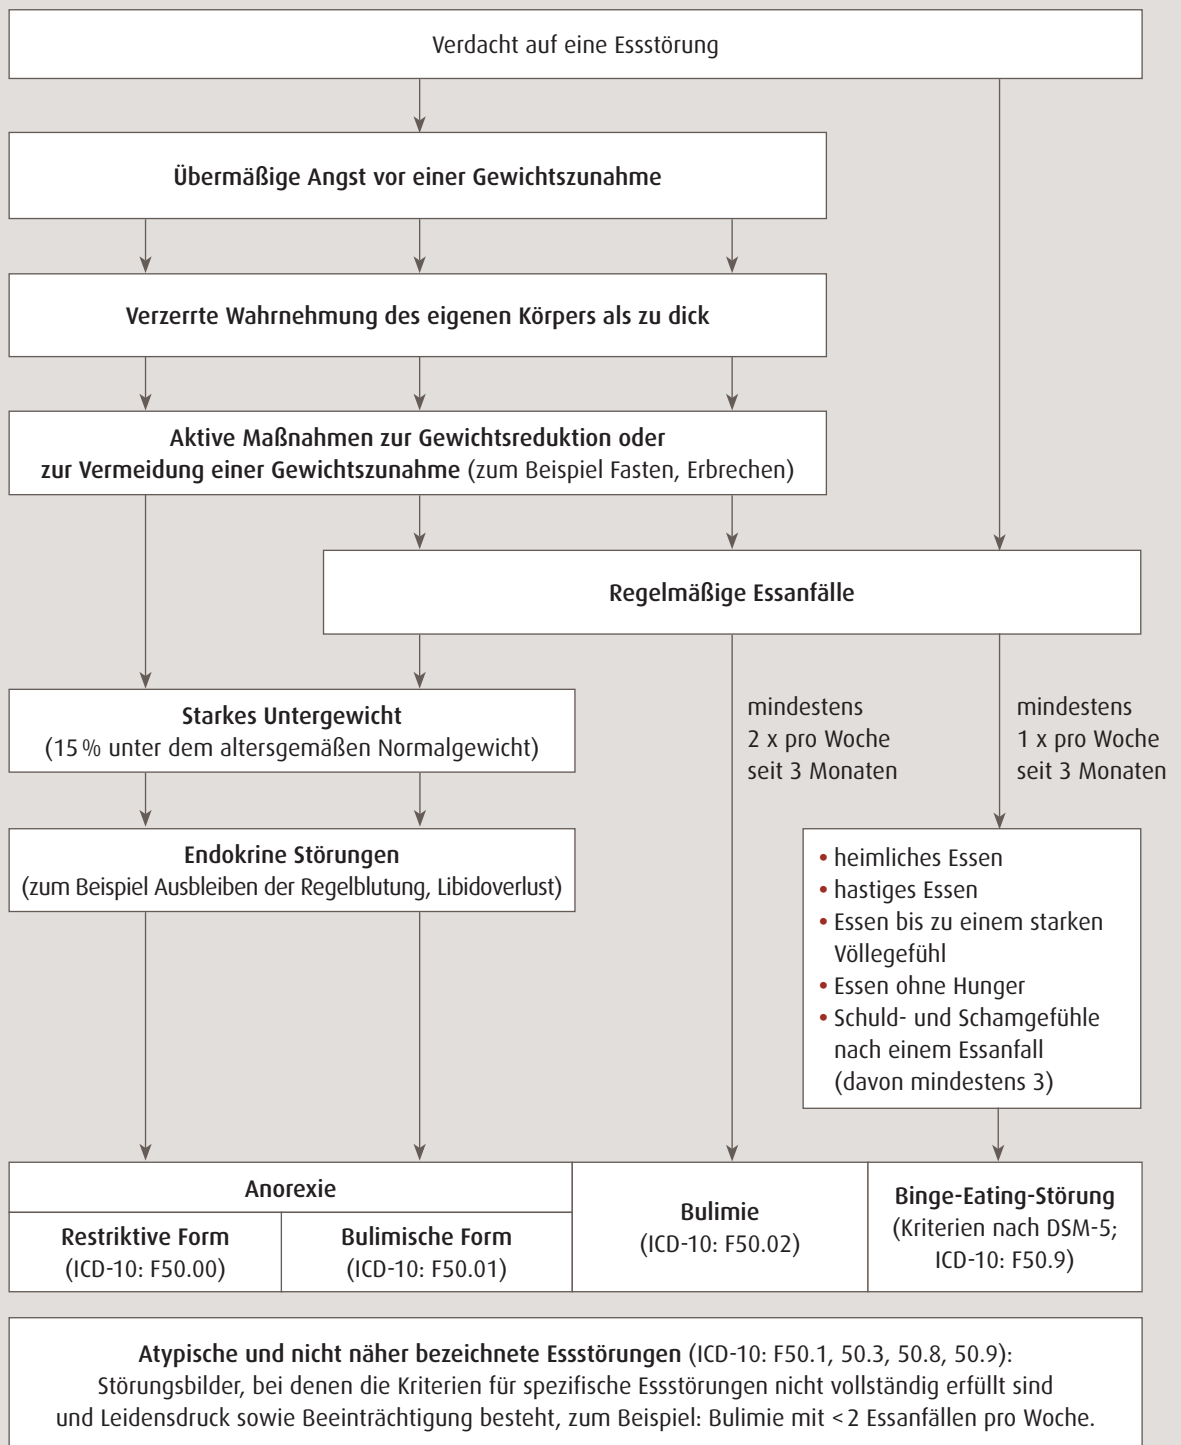 Verdacht auf eine Essstörung
Übermäßige Angst vor einer Gewichtszunahme
Verzerrte Wahrnehmung des eigenen Körpers als zu dick
Aktive Maßnahmen zur Gewichtsreduktion oder
zur Vermeidung einer Gewichtszunahme (zum Beispiel Fasten, Erbrechen)
Regelmäßige Essanfälle
Starkes Untergewicht
(15 % unter dem altersgemäßen Normalgewicht)
mindestens
2 x pro Woche
seit 3 Monaten
mindestens
1 x pro Woche
seit 3 Monaten
Endokrine Störungen
(zum Beispiel Ausbleiben der Regelblutung, Libidoverlust)
• heimliches Essen
• hastiges Essen
• Essen bis zu einem starken
Völlegefühl
• Essen ohne Hunger
• Schuld- und Schamgefühle
nach einem Essanfall
(davon mindestens 3)
Anorexie
Restriktive Form
(ICD-10: F50.00)
Bulimische Form
(ICD-10: F50.01)
Bulimie
(ICD-10: F50.02)
Binge-Eating-Störung
(Kriterien nach DSM-5;
ICD-10: F50.9)
Atypische und nicht näher bezeichnete Essstörungen (ICD-10: F50.1, 50.3, 50.8, 50.9):
Störungsbilder, bei denen die Kriterien für spezifische Essstörungen nicht vollständig erfüllt sind
und Leidensdruck sowie Beeinträchtigung besteht, zum Beispiel: Bulimie mit < 2 Essanfällen pro Woche.